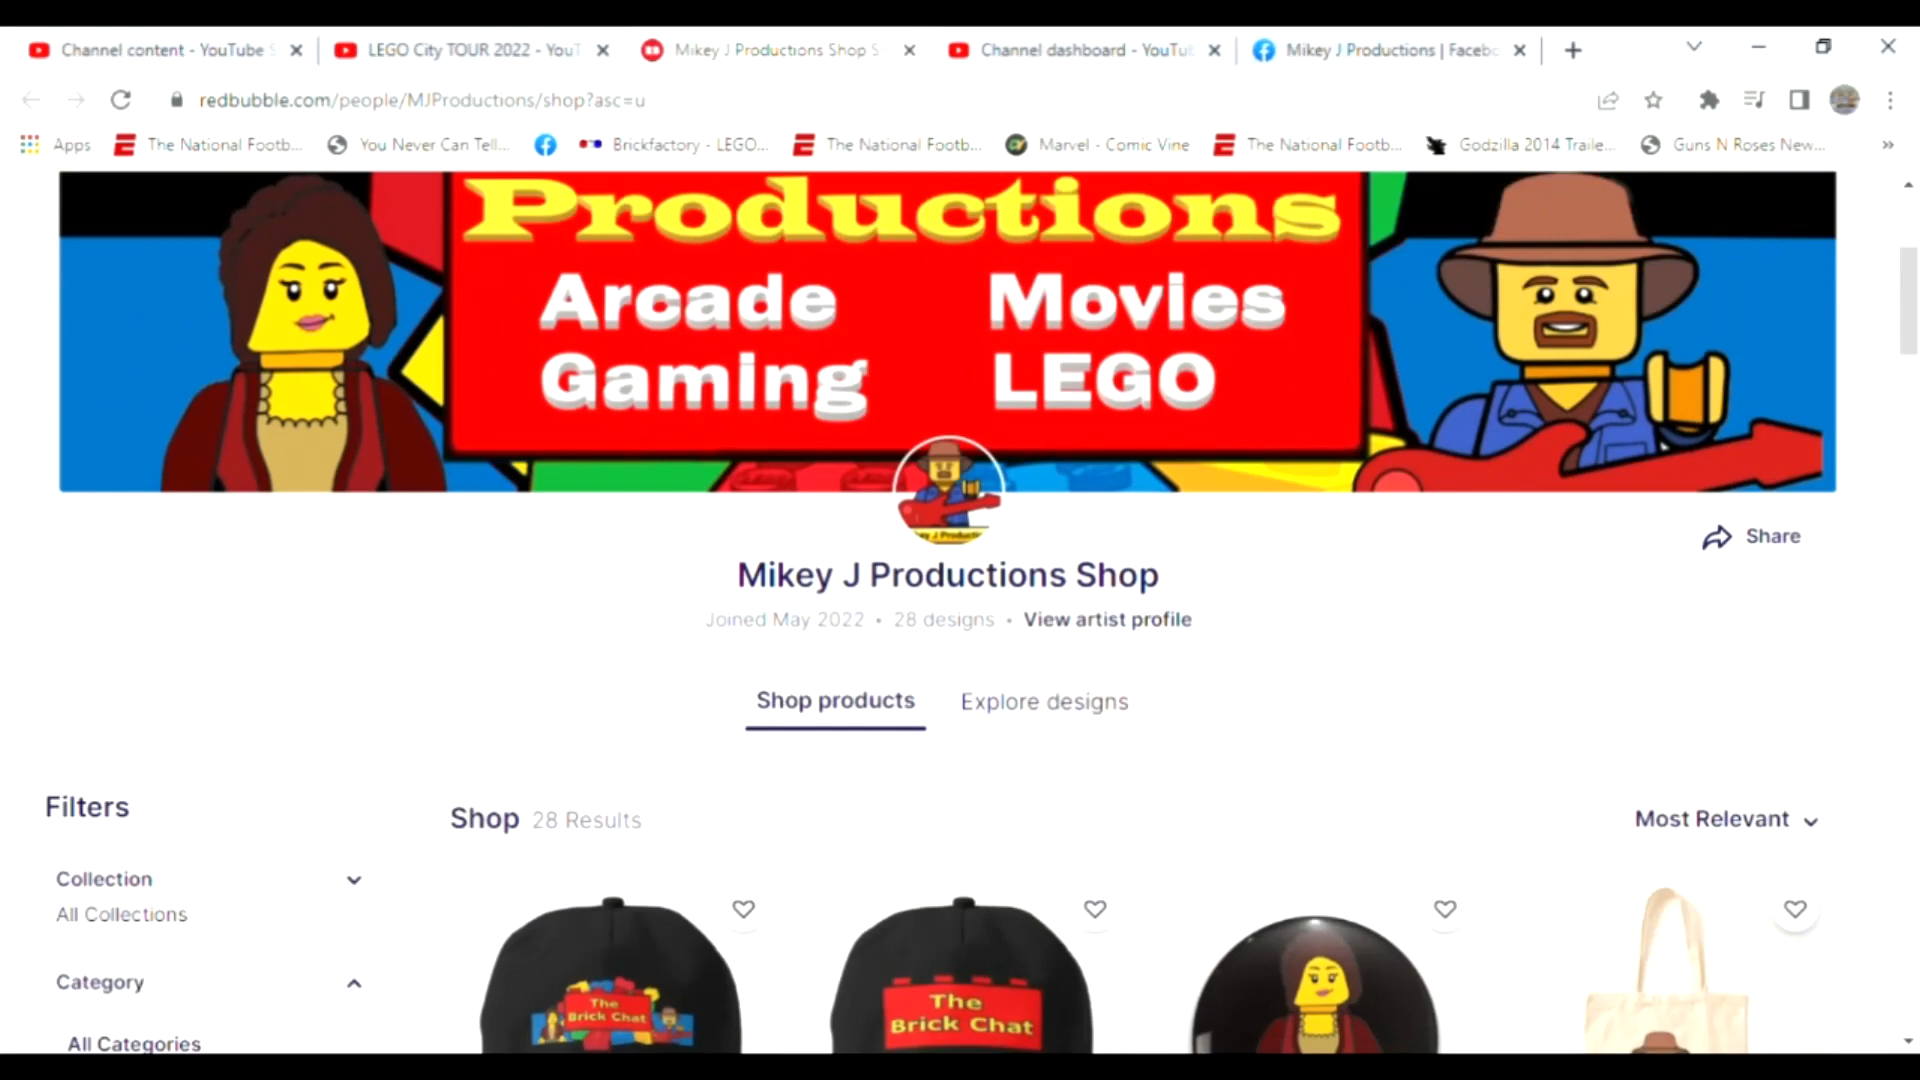 Channel content - YouTube S
LEGO City TOUR 2022 - YouT
Mikey J Productions Shop S
Channel dashboard - YouTu
Mikey J Productions | Facebo
redbubble.com/people/MJProductions/shop?asc=u
Apps
The National Footb...
You Never Can Tell...
Brickfactory - LEGO...
The National Footb...
Marvel - Comic Vine
The National Footb...
Godzilla 2014 Traile...
Guns N Roses New...
Productions
Arcade Movies
Gaming LEGO
Share
Mikey J Productions Shop
Joined May 2022 • 28 designs • View artist profile
Shop products
Explore designs
Filters
Shop 28 Results
Most Relevant
Collection
All Collections
Category
All Categories
The
Brick Chat
The
Brick Chat